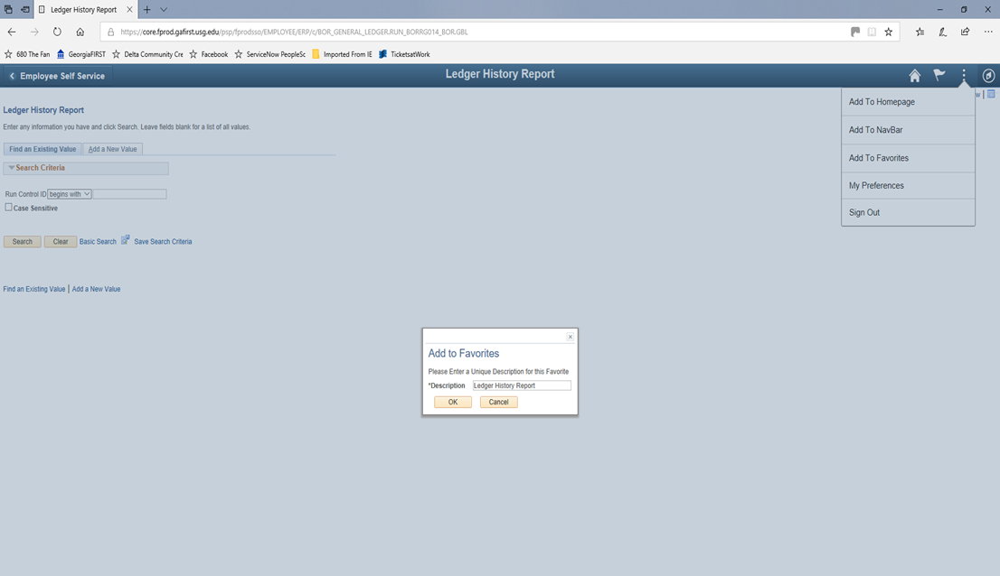 Ledger History Report
https://core.fprod.gafirst.usg.edu/psp/fprodsso/EMPLOYEE/ERP/c/BOR_GENERAL_LEDGER.RUN_BORRG014_BOR.GBL
680 The Fan GeorgiaFIRST Delta Community Cre Facebook ServiceNow PeopleSc Imported From IE TicketsatWork
Employee Self Service Ledger History Report
w |
Add To Homepage
Add To NavBar
Add To Favorites
My Preferences
Sign Out
Ledger History Report
Enter any information you have and click Search. Leave fields blank for a list of all values.
Find an Existing Value Add a New Value
Search Criteria
Run Control ID begins with
Case Sensitive
Search Clear Basic Search Save Search Criteria
Find an Existing Value | Add a New Value
x
Add to Favorites
Please Enter a Unique Description for this Favorite
*Description Ledger History Report
OK Cancel